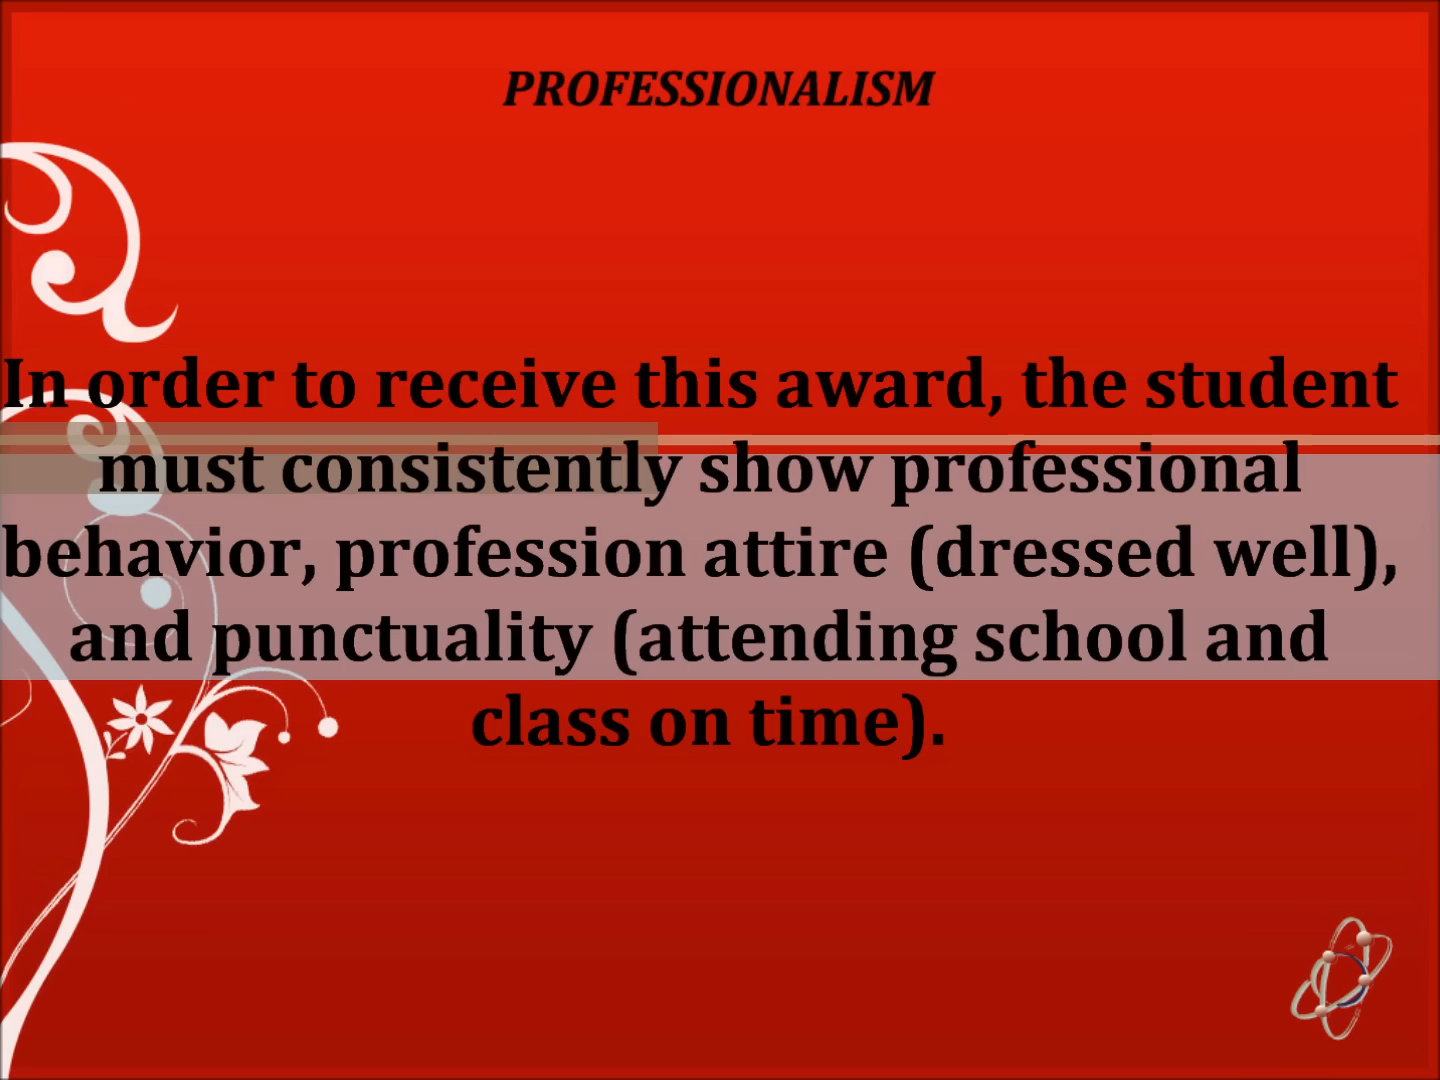 PROFESSIONALISM
In order to receive this award, the student
must consistently show professional
behavior, profession attire (dressed well),
and punctuality (attending school and
class on time).